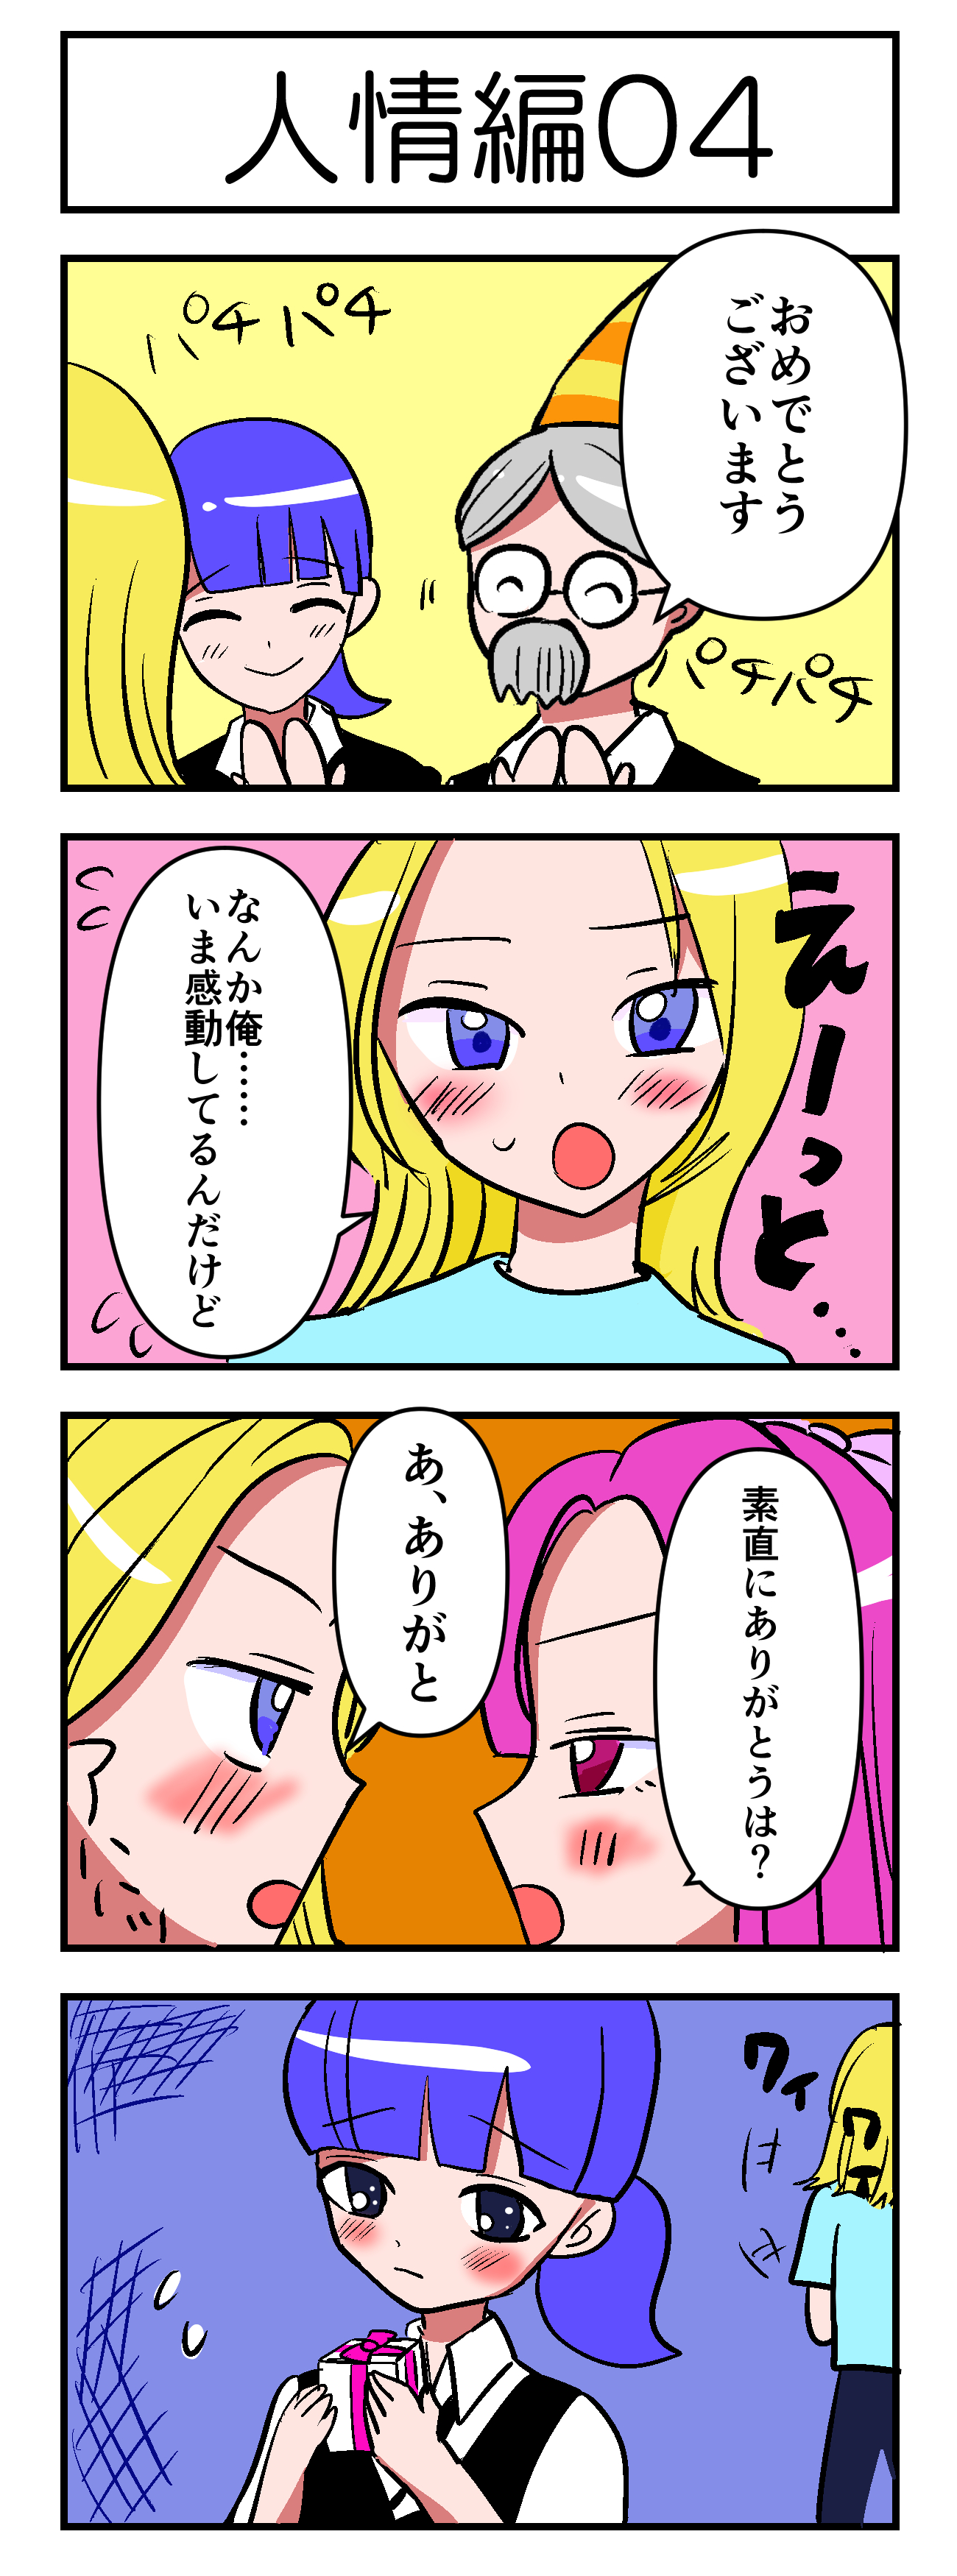 人情編04
おめでとう
ございます
パチパチ
パチパチ
えーっと…
なんか俺……
いま感動してるんだけど
素直にありがとうは？
あ、ありがと
ワイ
ワイ